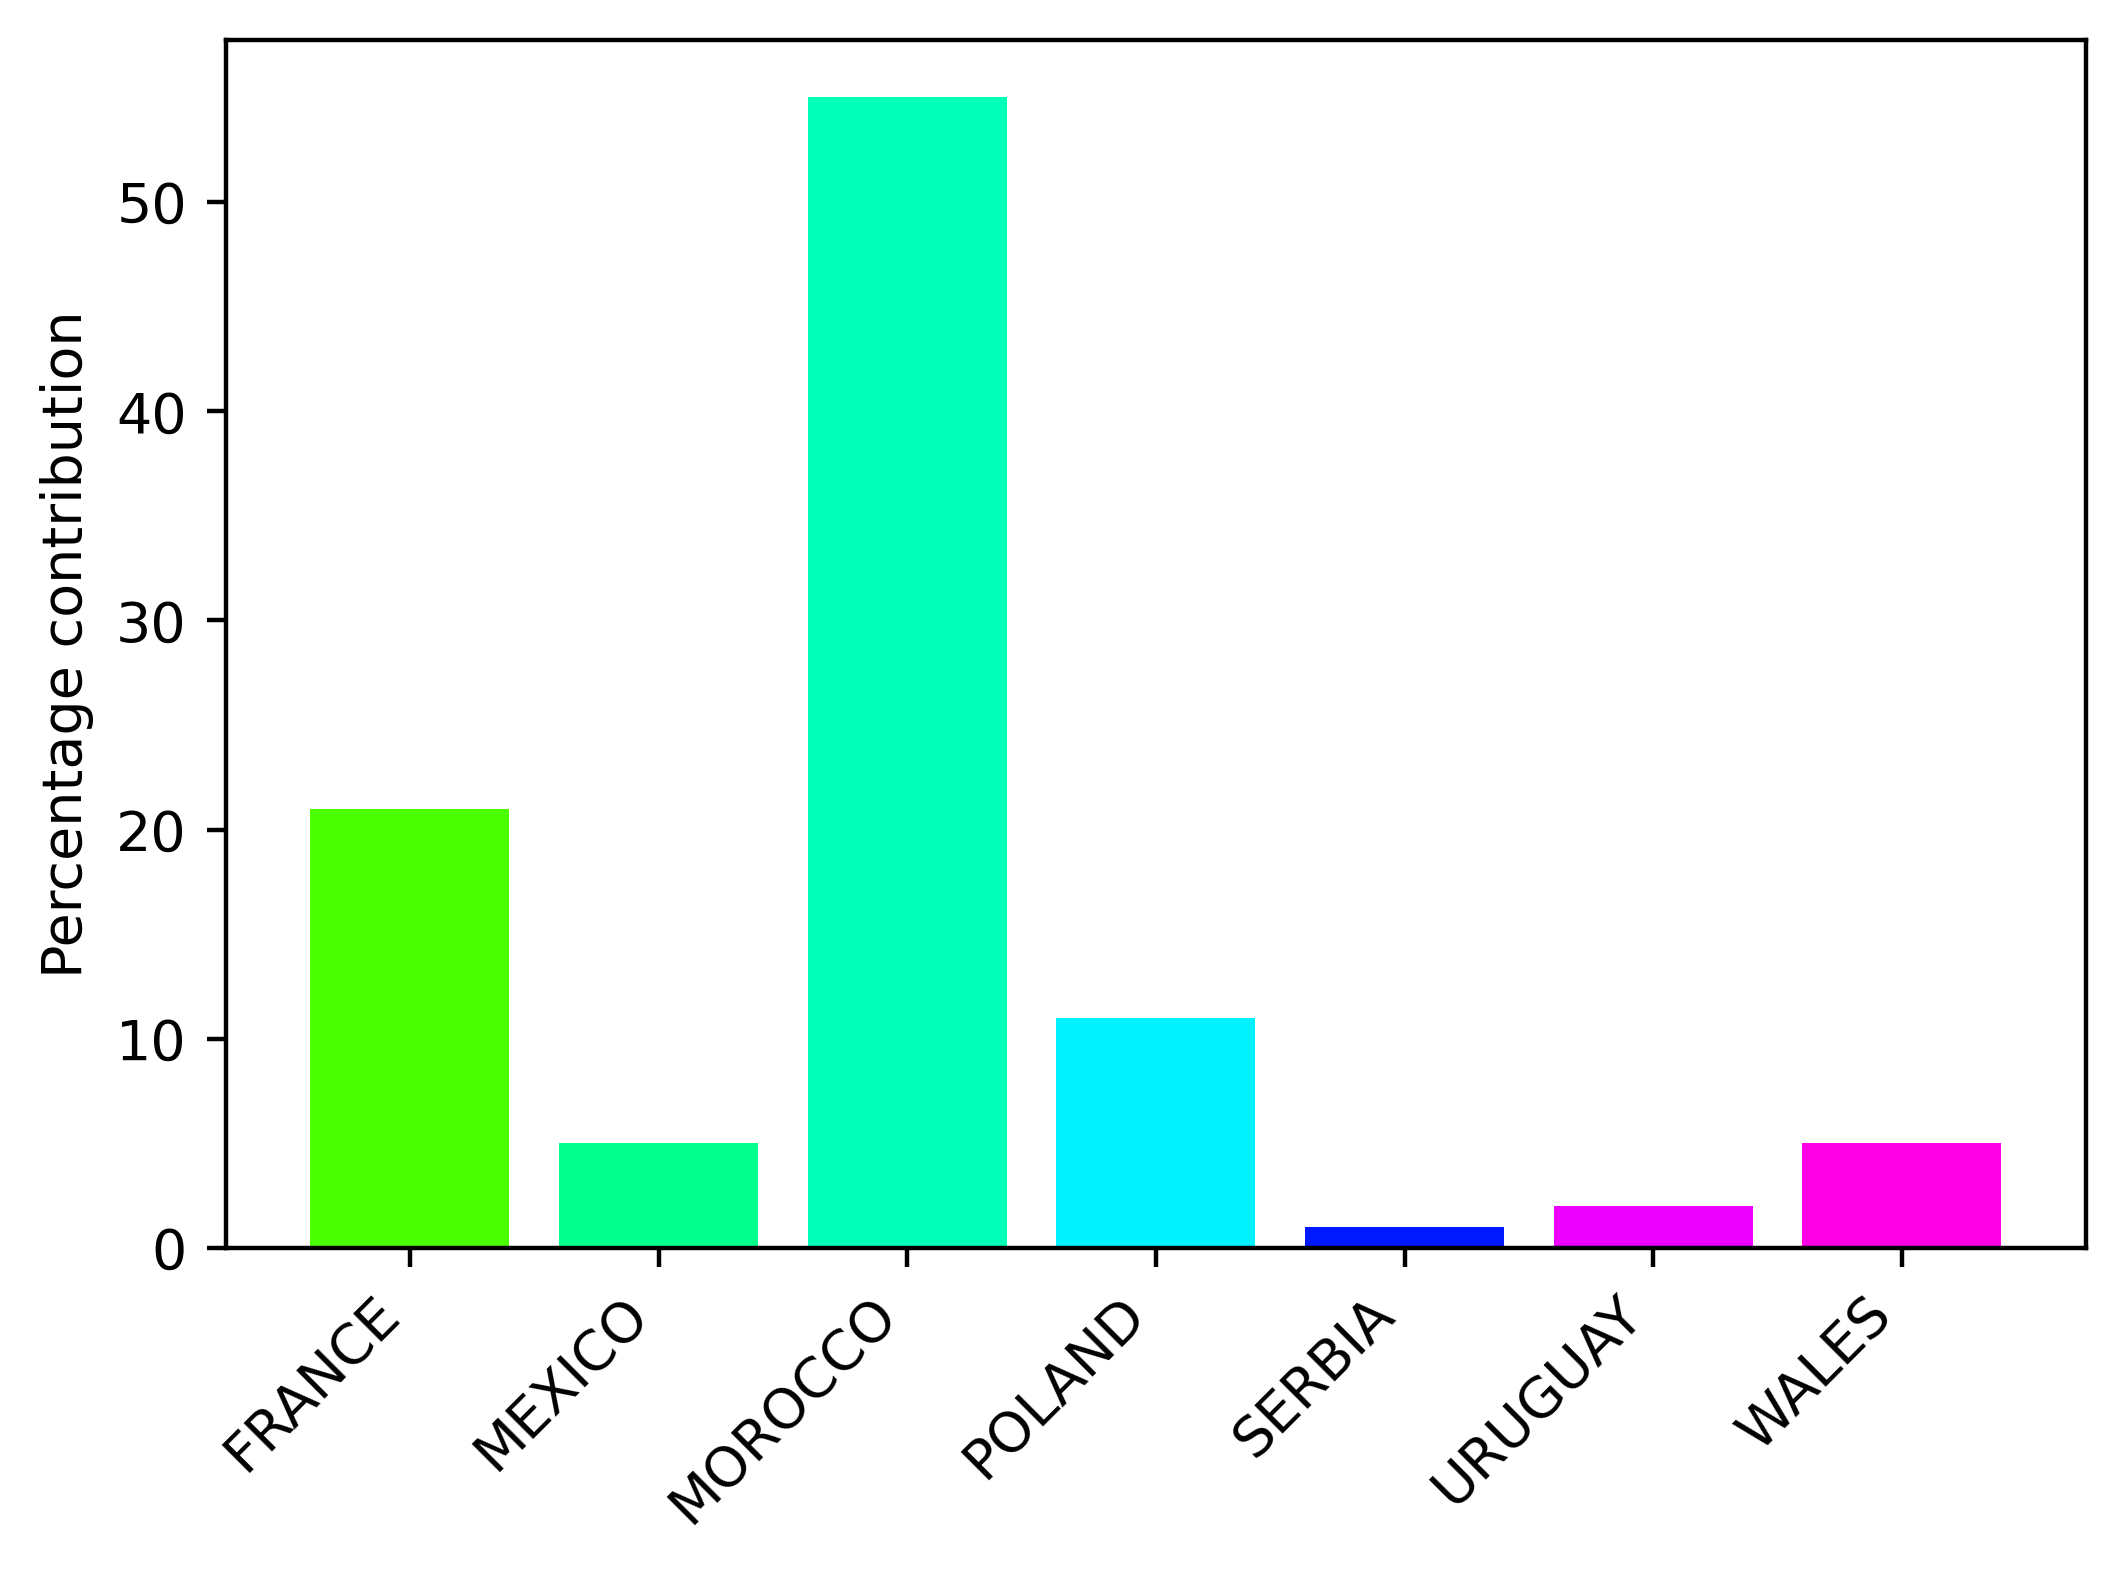 Percentage contribution
50
40
30
20
10
0
FRANCE
MEXICO
MOROCCO
POLAND
SERBIA
URUGUAY
WALES